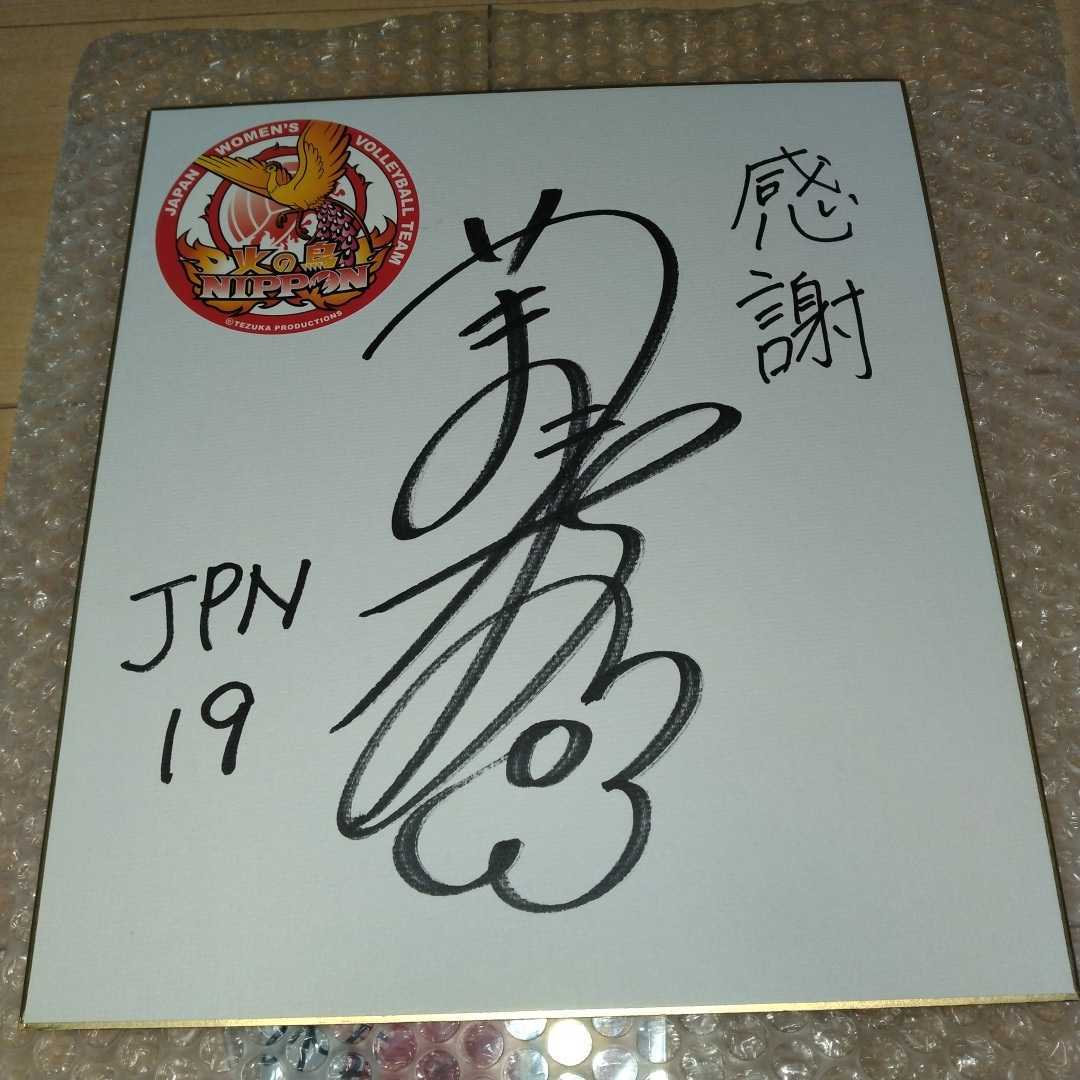 JAPAN WOMEN'S VOLLEYBALL TEAM
火の鳥
NIPPON
©TEZUKA PRODUCTIONS
感謝
JPN
19